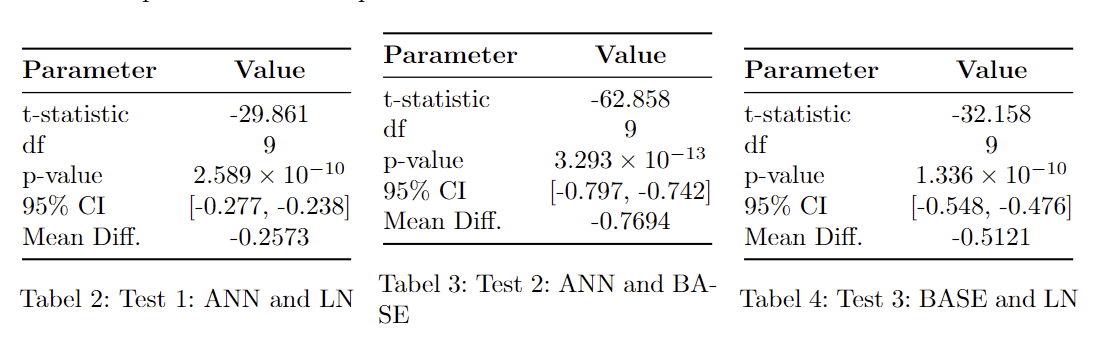 Parameter Value
t-statistic -29.861
df 9
p-value 2.589 × 10⁻¹⁰
95% CI [-0.277, -0.238]
Mean Diff. -0.2573
Tabel 2: Test 1: ANN and LN
Parameter Value
t-statistic -62.858
df 9
p-value 3.293 × 10⁻¹³
95% CI [-0.797, -0.742]
Mean Diff. -0.7694
Tabel 3: Test 2: ANN and BA-
SE
Parameter Value
t-statistic -32.158
df 9
p-value 1.336 × 10⁻¹⁰
95% CI [-0.548, -0.476]
Mean Diff. -0.5121
Tabel 4: Test 3: BASE and LN